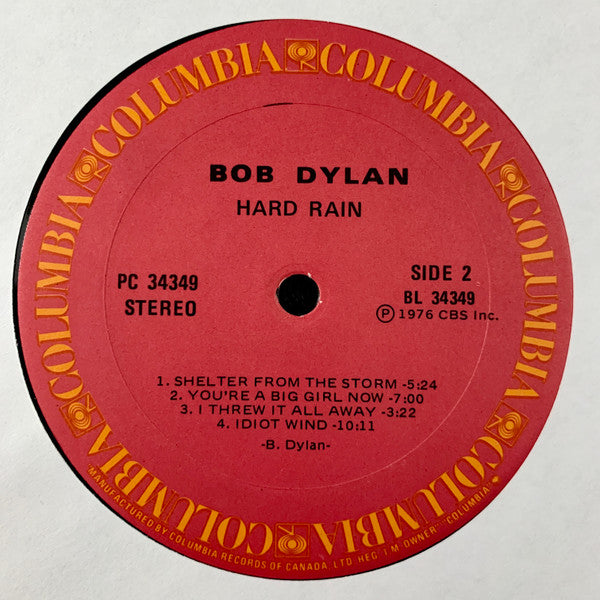 COLUMBIA COLUMBIA COLUMBIA COLUMBIA COLUMBIA COLUMBIA COLUMBIA COLUMBIA
BOB DYLAN
HARD RAIN
PC 34349
STEREO
SIDE 2
BL 34349
Ⓟ 1976 CBS Inc.
1. SHELTER FROM THE STORM -5:24
2. YOU'RE A BIG GIRL NOW -7:00
3. I THREW IT ALL AWAY -3:22
4. IDIOT WIND -10:11
-B. Dylan-
"MANUFACTURED BY COLUMBIA RECORDS OF CANADA, LTD. HEG' T M-OWNER" "COLUMBIA."